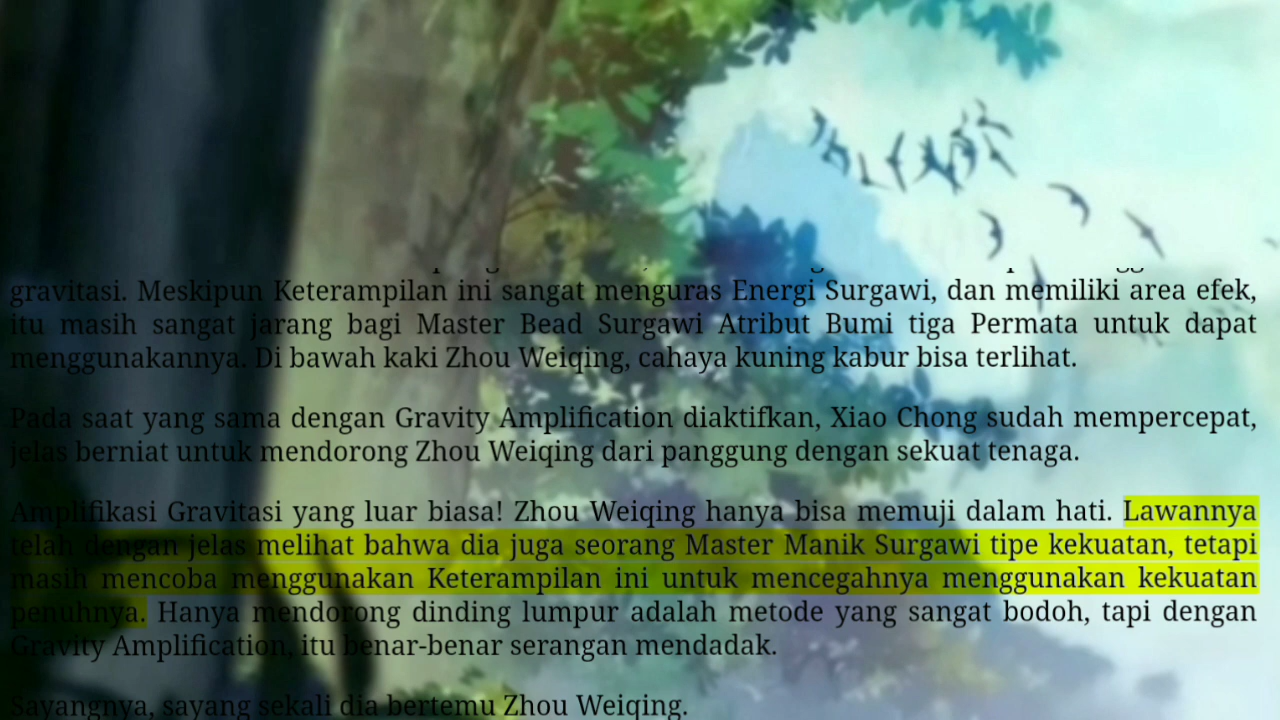 gravitasi. Meskipun Keterampilan ini sangat menguras Energi Surgawi, dan memiliki area efek,
itu masih sangat jarang bagi Master Bead Surgawi Atribut Bumi tiga Permata untuk dapat
menggunakannya. Di bawah kaki Zhou Weiqing, cahaya kuning kabur bisa terlihat.
Pada saat yang sama dengan Gravity Amplification diaktifkan, Xiao Chong sudah mempercepat,
jelas berniat untuk mendorong Zhou Weiqing dari panggung dengan sekuat tenaga.
Amplifikasi Gravitasi yang luar biasa! Zhou Weiqing hanya bisa memuji dalam hati. Lawannya
telah dengan jelas melihat bahwa dia juga seorang Master Manik Surgawi tipe kekuatan, tetapi
masih mencoba menggunakan Keterampilan ini untuk mencegahnya menggunakan kekuatan
penuhnya. Hanya mendorong dinding lumpur adalah metode yang sangat bodoh, tapi dengan
Gravity Amplification, itu benar-benar serangan mendadak.
Sayangnya, sayang sekali dia bertemu Zhou Weiqing.